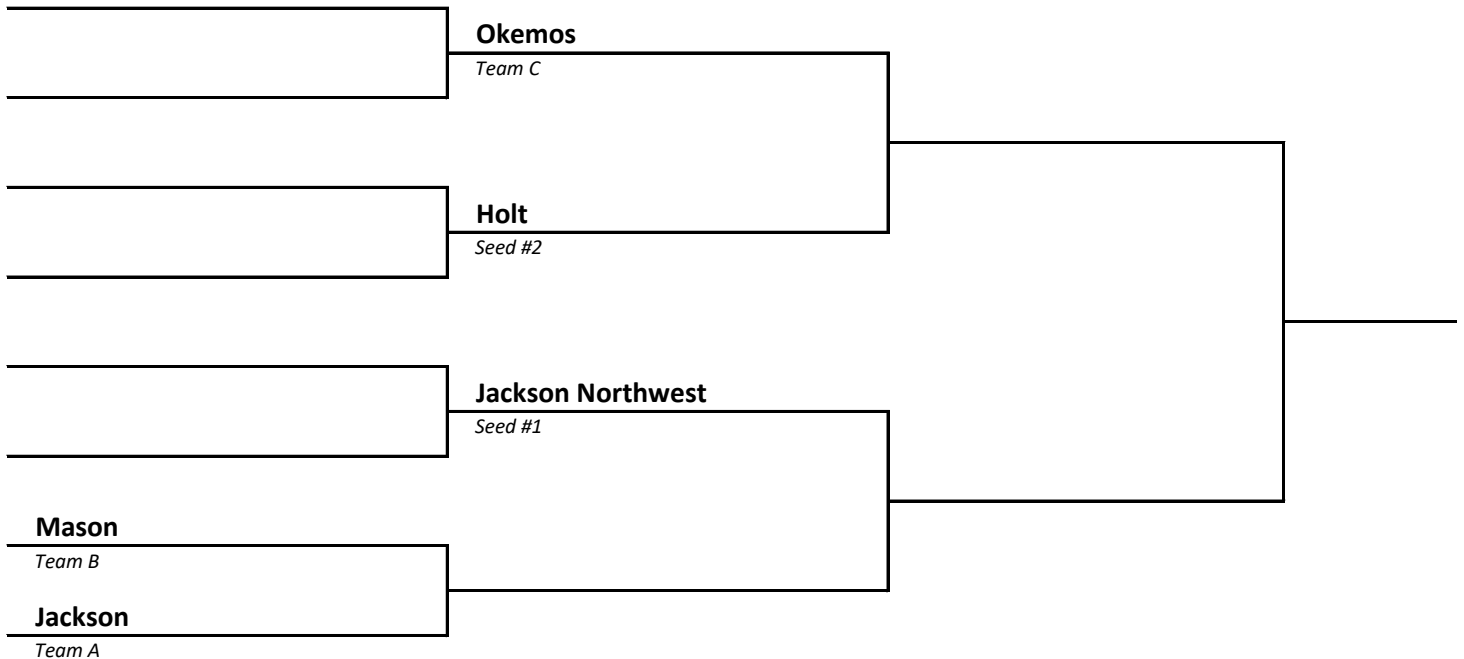 Okemos
Team C
Holt
Seed #2
Jackson Northwest
Seed #1
Mason
Team B
Jackson
Team A